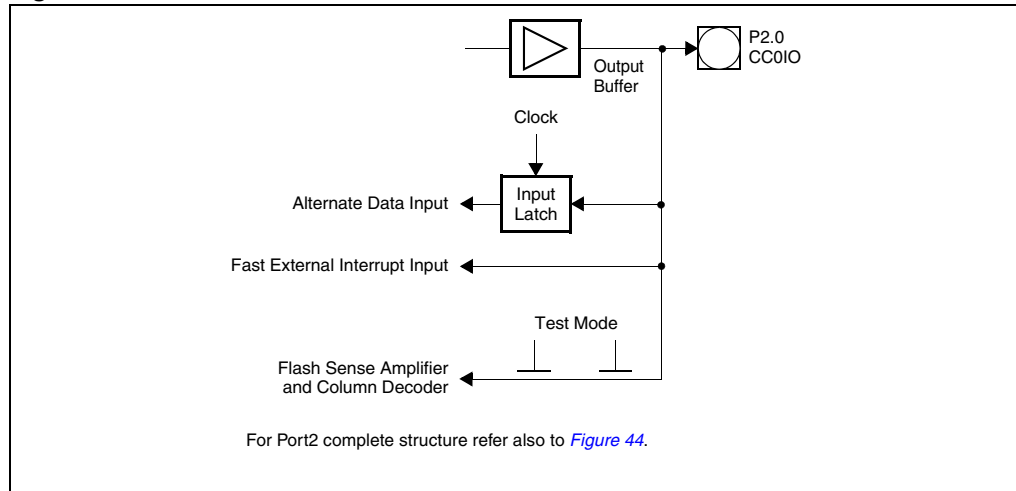 P2.0
CC0IO
Output
Buffer
Clock
Input
Latch
Alternate Data Input
Fast External Interrupt Input
Test Mode
Flash Sense Amplifier
and Column Decoder
For Port2 complete structure refer also to Figure 44.